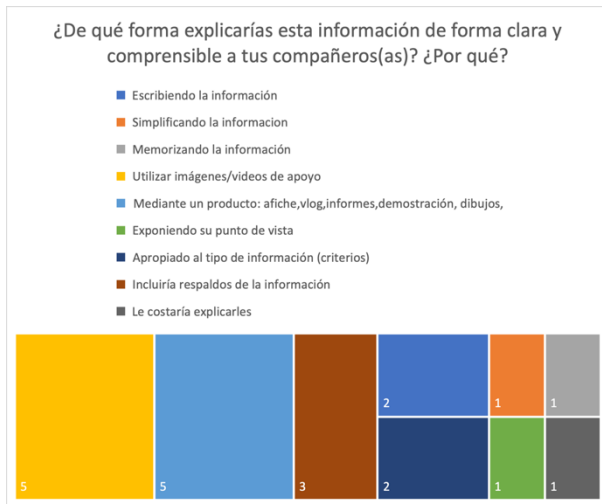 ¿De qué forma explicarías esta información de forma clara y
comprensible a tus compañeros(as)? ¿Por qué?
Escribiendo la información
Simplificando la informacion
Memorizando la información
Utilizar imágenes/videos de apoyo
Mediante un producto: afiche,vlog,informes,demostración, dibujos,
Exponiendo su punto de vista
Apropiado al tipo de información (criterios)
Incluiría respaldos de la información
Le costaría explicarles
2
1
1
5
5
3
2
1
1